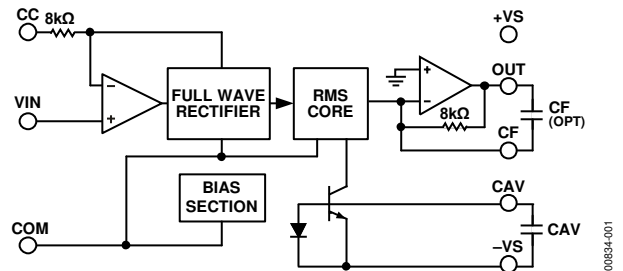 CC
8kΩ
+VS
VIN
−
+
FULL WAVE
RECTIFIER
RMS
CORE
+
−
8kΩ
OUT
CF
(OPT)
CF
BIAS
SECTION
COM
CAV
CAV
−VS
00834-001